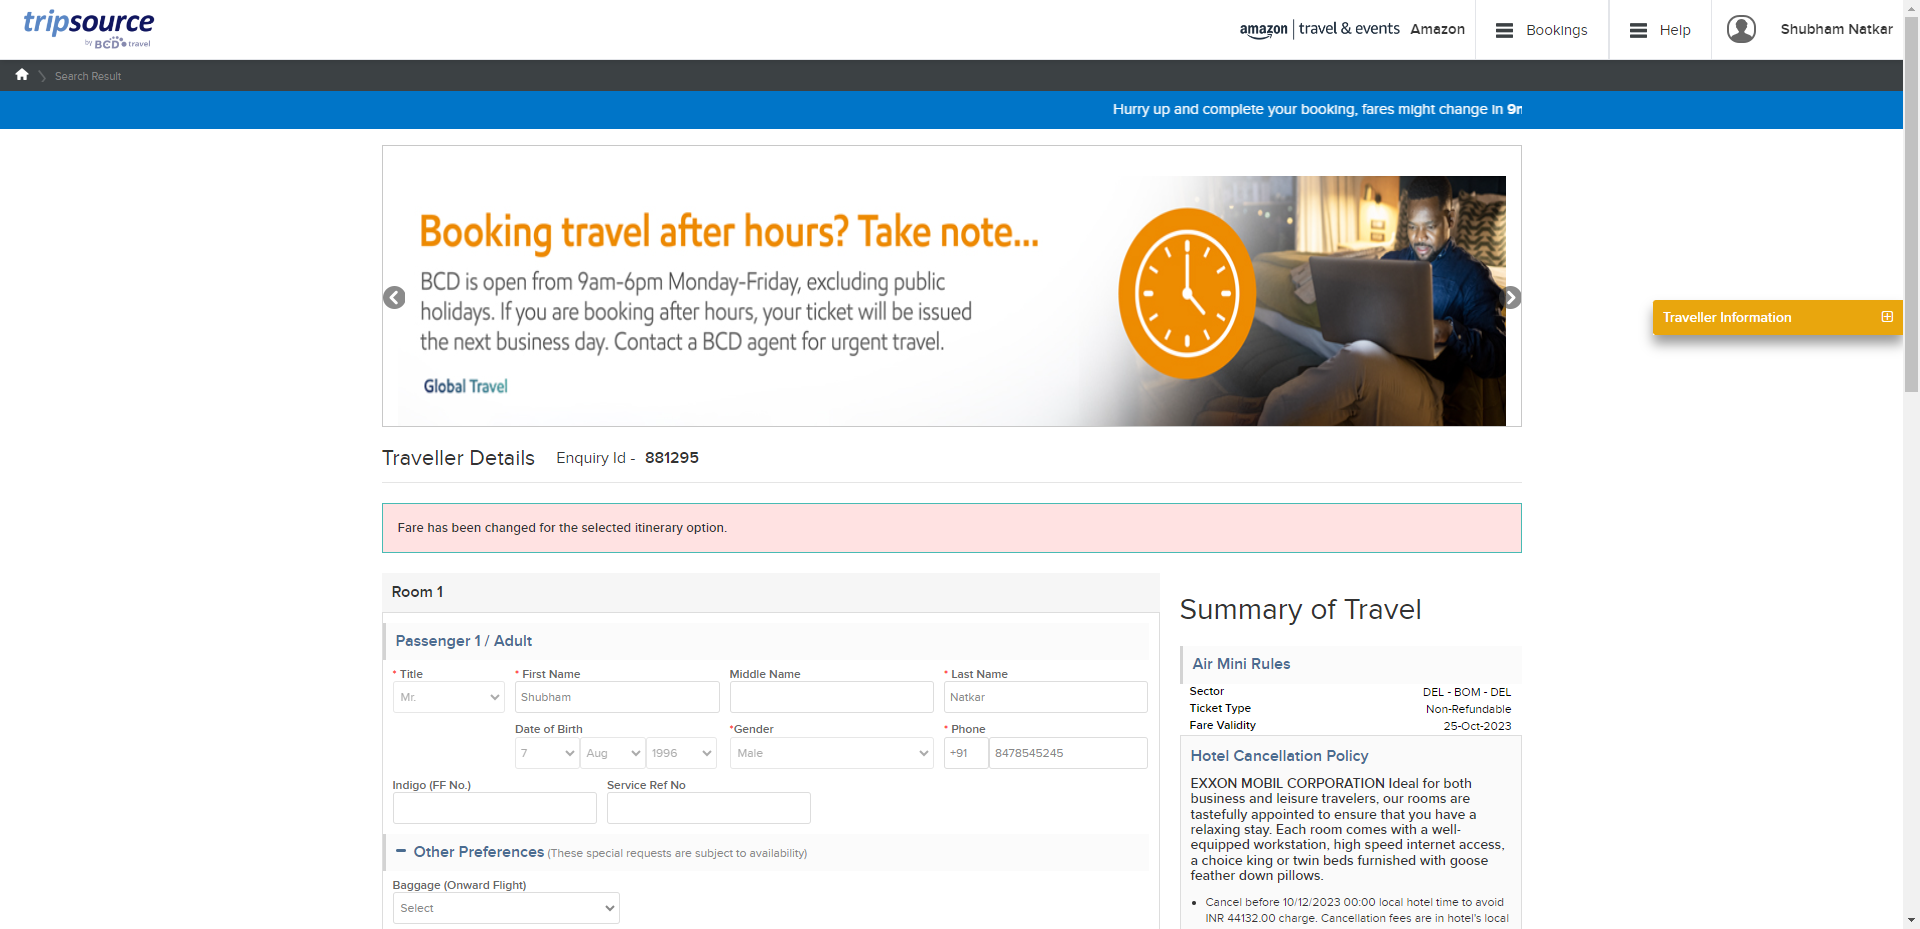 tripsource
by BCD travel
amazon travel & events Amazon
Bookings
Help
Shubham Natkar
Search Result
Hurry up and complete your booking, fares might change in
Booking travel after hours? Take note...
BCD is open from 9am-6pm Monday-Friday, excluding public
holidays. If you are booking after hours, your ticket will be issued
the next business day. Contact a BCD agent for urgent travel.
Global Travel
Traveller Information
Traveller Details Enquiry Id - 881295
Fare has been changed for the selected itinerary option.
Room 1
Passenger 1 / Adult
* Title * First Name Middle Name * Last Name
Mr. Shubham Natkar
Date of Birth *Gender * Phone
7 Aug 1996 Male +91 8478545245
Indigo (FF No.) Service Ref No
Other Preferences (These special requests are subject to availability)
Baggage (Onward Flight)
Select
Summary of Travel
Air Mini Rules
Sector DEL - BOM - DEL
Ticket Type Non-Refundable
Fare Validity 25-Oct-2023
Hotel Cancellation Policy
EXXON MOBIL CORPORATION Ideal for both
business and leisure travelers, our rooms are
tastefully appointed to ensure that you have a
relaxing stay. Each room comes with a well-
equipped workstation, high speed internet access,
a choice king or twin beds furnished with goose
feather down pillows.
• Cancel before 10/12/2023 00:00 local hotel time to avoid
INR 44132.00 charge. Cancellation fees are in hotel's local